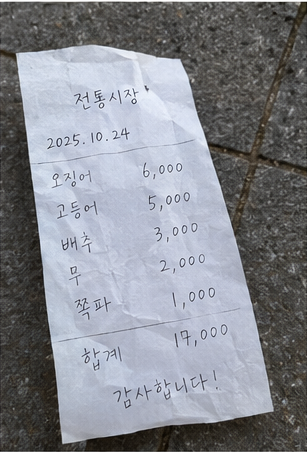 전통시장
2025.10.24
오징어 6,000
고등어 5,000
배추 3,000
무 2,000
쪽파 1,000
합계 17,000
감사합니다!